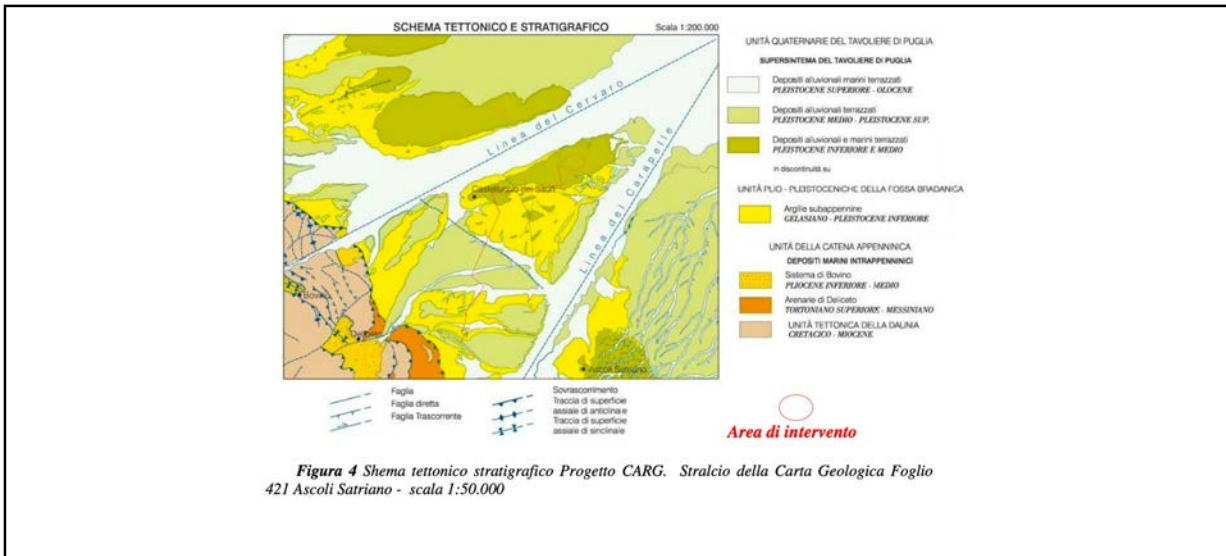 SCHEMA TETTONICO E STRATIGRAFICO
Scala 1:200.000
Linea del Cervaro
Linea del Carapelle
Castelluccio dei Sauri
Bovino
Deliceto
Ascoli Satriano
UNITÀ QUATERNARIE DEL TAVOLIERE DI PUGLIA
SUPERSINTEMA DEL TAVOLIERE DI PUGLIA
Depositi alluvionali marini terrazzati
PLEISTOCENE SUPERIORE - OLOCENE
Depositi alluvionali terrazzati
PLEISTOCENE MEDIO - PLEISTOCENE SUP.
Depositi alluvionali e marini terrazzati
PLEISTOCENE INFERIORE E MEDIO
in discontinuità su
UNITÀ PLIO - PLEISTOCENICHE DELLA FOSSA BRADANICA
Argille subappennine
GELASIANO - PLEISTOCENE INFERIORE
UNITÀ DELLA CATENA APPENNINICA
DEPOSITI MARINI INTRAPPENNINICI
Sistema di Bovino
PLIOCENE INFERIORE - MEDIO
Arenarie di Deliceto
TORTONIANO SUPERIORE - MESSINIANO
UNITÀ TETTONICA DELLA DAUNIA
CRETACICO - MIOCENE
Faglia
Faglia diretta
Faglia Trascorrente
Sovrascorrimento
Traccia di superficie
assiale di anticlinale
Traccia di superficie
assiale di sinclinale
Area di intervento
Figura 4 Shema tettonico stratigrafico Progetto CARG. Stralcio della Carta Geologica Foglio
421 Ascoli Satriano - scala 1:50.000